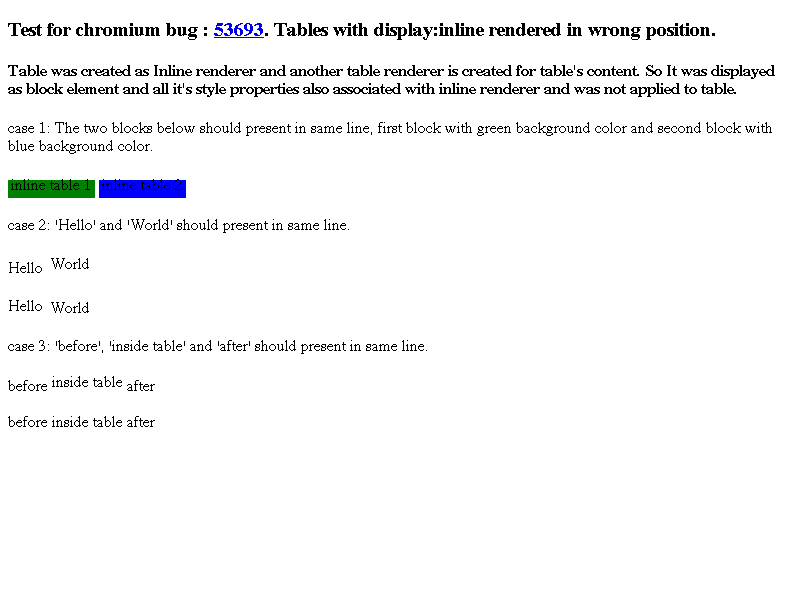 Test for chromium bug : 53693. Tables with display:inline rendered in wrong position.
Table was created as Inline renderer and another table renderer is created for table's content. So It was displayed
as block element and all it's style properties also associated with inline renderer and was not applied to table.
case 1: The two blocks below should present in same line, first block with green background color and second block with
blue background color.
inline table 1 inline table 2
case 2: 'Hello' and 'World' should present in same line.
Hello World
Hello World
case 3: 'before', 'inside table' and 'after' should present in same line.
before inside table after
before inside table after